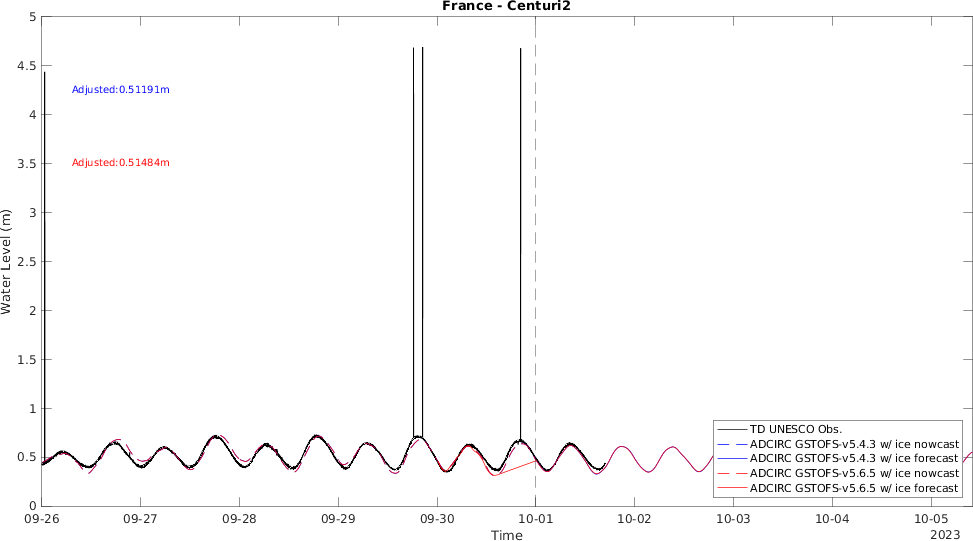 France - Centuri2
5
4.5
4
3.5
3
2.5
2
1.5
1
0.5
0
Water Level (m)
Adjusted:0.51191m
Adjusted:0.51484m
TD UNESCO Obs.
ADCIRC GSTOFS-v5.4.3 w/ ice nowcast
ADCIRC GSTOFS-v5.4.3 w/ ice forecast
ADCIRC GSTOFS-v5.6.5 w/ ice nowcast
ADCIRC GSTOFS-v5.6.5 w/ ice forecast
09-26 09-27 09-28 09-29 09-30 10-01 10-02 10-03 10-04 10-05
Time
2023